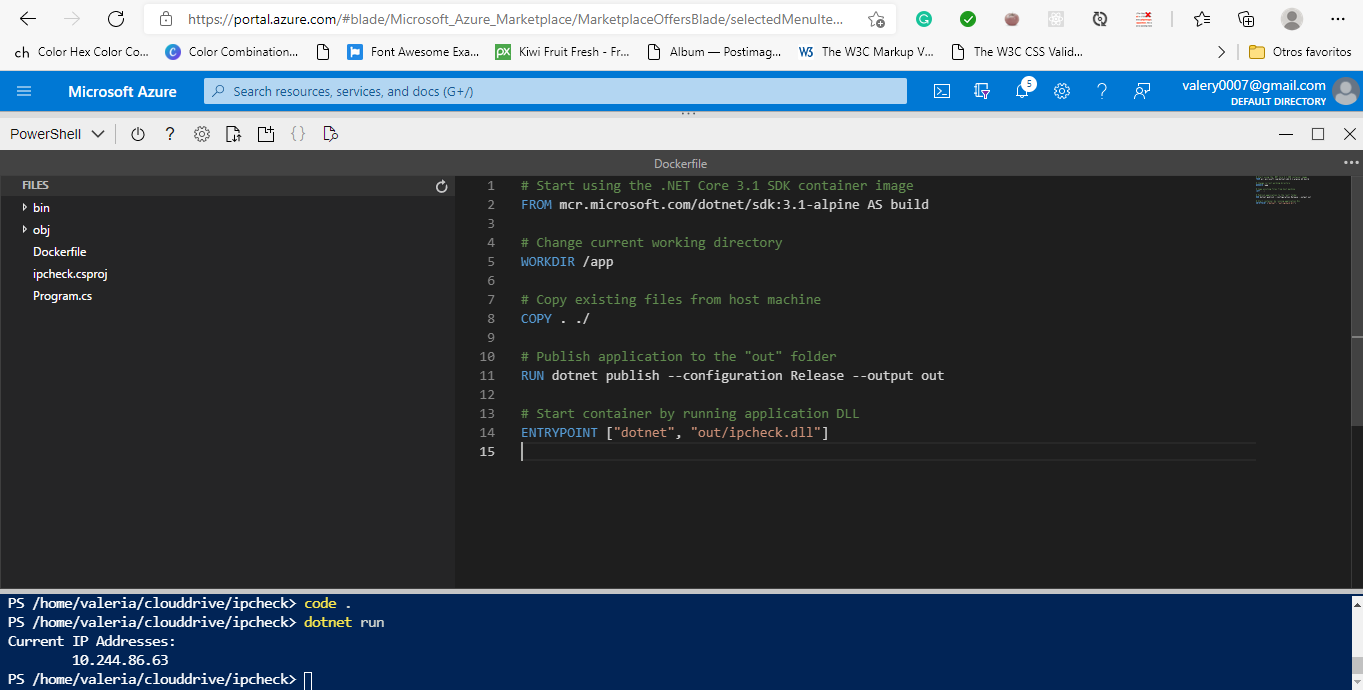 https://portal.azure.com/#blade/Microsoft_Azure_Marketplace/MarketplaceOffersBlade/selectedMenuIte...
ch Color Hex Color Co... C Color Combination... Font Awesome Exa... px Kiwi Fruit Fresh - Fr... Album — Postimag... W3 The W3C Markup V... The W3C CSS Valid... Otros favoritos
Microsoft Azure Search resources, services, and docs (G+/) 5 valery0007@gmail.com
DEFAULT DIRECTORY
PowerShell
Dockerfile
FILES
bin
obj
Dockerfile
ipcheck.csproj
Program.cs
1 # Start using the .NET Core 3.1 SDK container image
2 FROM mcr.microsoft.com/dotnet/sdk:3.1-alpine AS build
3
4 # Change current working directory
5 WORKDIR /app
6
7 # Copy existing files from host machine
8 COPY . ./
9
10 # Publish application to the "out" folder
11 RUN dotnet publish --configuration Release --output out
12
13 # Start container by running application DLL
14 ENTRYPOINT ["dotnet", "out/ipcheck.dll"]
15
PS /home/valeria/clouddrive/ipcheck> code .
PS /home/valeria/clouddrive/ipcheck> dotnet run
Current IP Addresses:
10.244.86.63
PS /home/valeria/clouddrive/ipcheck>